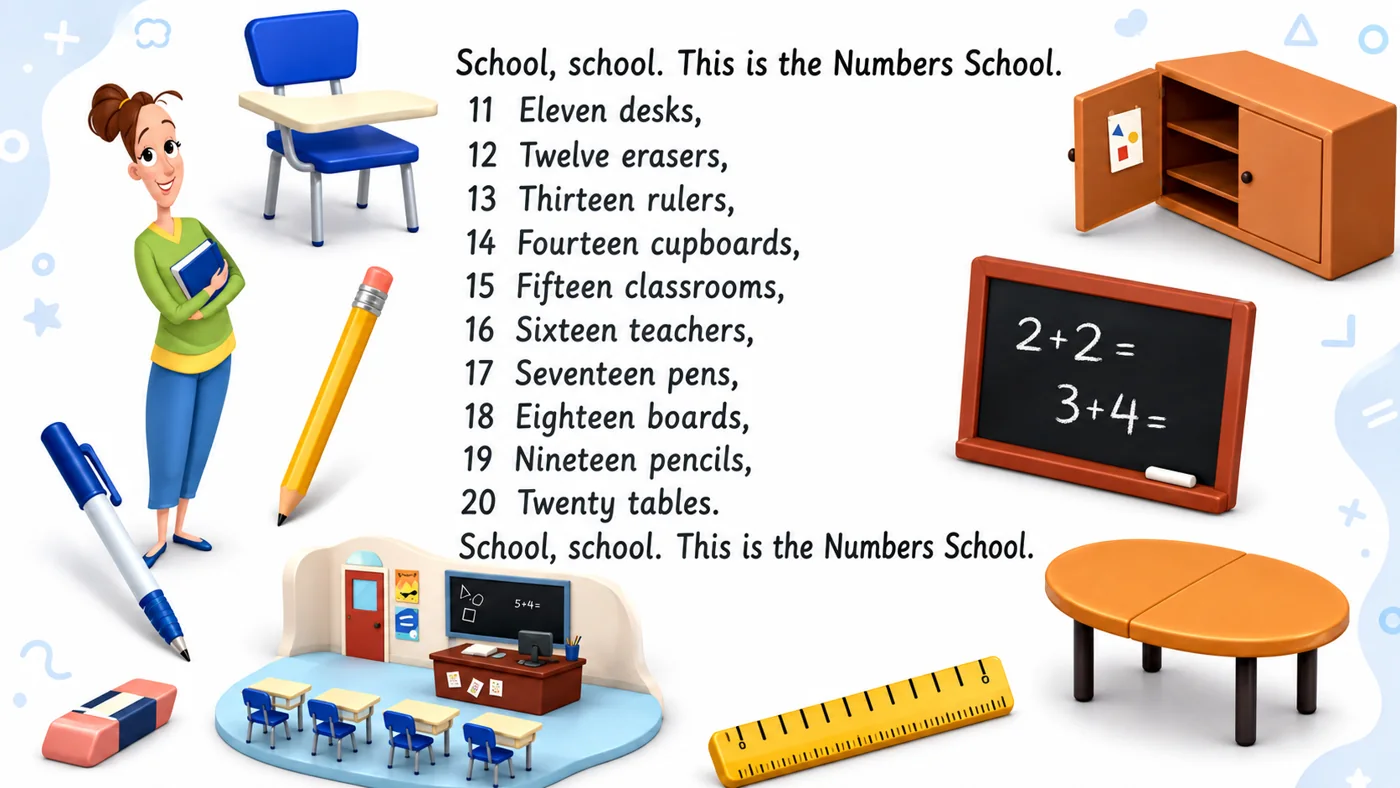 School, school. This is the Numbers School.
11 Eleven desks,
12 Twelve erasers,
13 Thirteen rulers,
14 Fourteen cupboards,
15 Fifteen classrooms,
16 Sixteen teachers,
17 Seventeen pens,
18 Eighteen boards,
19 Nineteen pencils,
20 Twenty tables.
School, school. This is the Numbers School.
2+2=
3+4=
5+4=
0 0